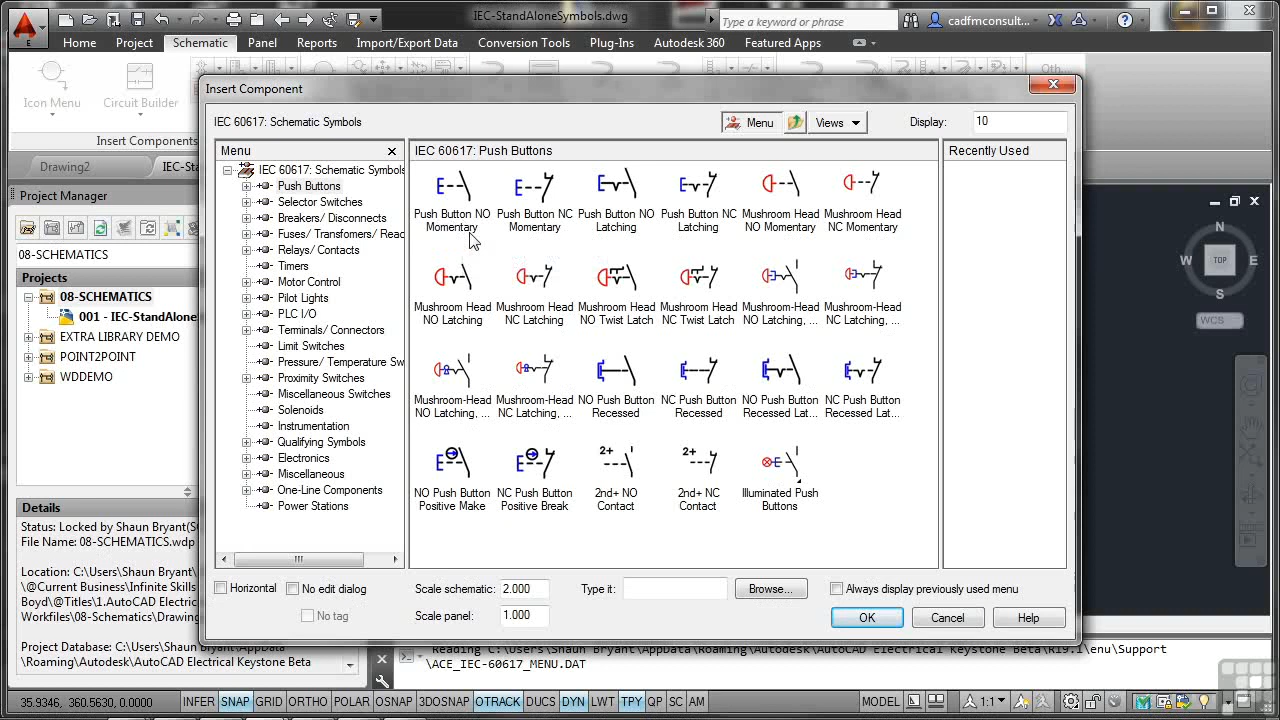 IEC-StandAloneSymbols.dwg
Type a keyword or phrase
cadfmconsult...
E
Home Project Schematic Panel Reports Import/Export Data Conversion Tools Plug-Ins Autodesk 360 Featured Apps
Icon Menu
Circuit Builder
Insert Components
Drawing2
Project Manager
08-SCHEMATICS
Projects
08-SCHEMATICS
001 - IEC-StandAlone
EXTRA LIBRARY DEMO
POINT2POINT
WDDEMO
Details
Status: Locked by Shaun Bryant(SC
File Name: 08-SCHEMATICS.wdp
Location: C:\Users\Shaun Bryant\
\@Current Business\Infinite Skills
Boyd\@Titles\1.AutoCAD Electric
Workfiles\08-Schematics\Drawing
Project Database: C:\Users\Shaun Bryant\AppData
\Roaming\Autodesk\AutoCAD Electrical Keystone Beta\
Insert Component
IEC 60617: Schematic Symbols
Menu
Views
Display: 10
Menu
IEC 60617: Schematic Symbols
Push Buttons
Selector Switches
Breakers/ Disconnects
Fuses/ Transfomers/ Reac
Relays/ Contacts
Timers
Motor Control
Pilot Lights
PLC I/O
Terminals/ Connectors
Limit Switches
Pressure/ Temperature Sw
Proximity Switches
Miscellaneous Switches
Solenoids
Instrumentation
Qualifying Symbols
Electronics
Miscellaneous
One-Line Components
Power Stations
IEC 60617: Push Buttons
Push Button NO Momentary
Push Button NC Momentary
Push Button NO Latching
Push Button NC Latching
Mushroom Head NO Momentary
Mushroom Head NC Momentary
Mushroom Head NO Latching
Mushroom Head NC Latching
Mushroom Head NO Twist Latch
Mushroom Head NC Twist Latch
Mushroom-Head NO Latching, ...
Mushroom-Head NC Latching, ...
Mushroom-Head NO Latching, ...
Mushroom-Head NC Latching, ...
NO Push Button Recessed
NC Push Button Recessed
NO Push Button Recessed Lat...
NC Push Button Recessed Lat...
2+
2+
NO Push Button Positive Make
NC Push Button Positive Break
2nd+ NO Contact
2nd+ NC Contact
Illuminated Push Buttons
Recently Used
Horizontal
No edit dialog
No tag
Scale schematic: 2.000
Scale panel: 1.000
Type it:
Browse...
Always display previously used menu
OK
Cancel
Help
N
W TOP E
S
WCS
Reading C:\Users\Shaun Bryant\AppData\Roaming\Autodesk\AutoCAD Electrical Keystone Beta\R19.1\enu\Support
\ACE_IEC-60617_MENU.DAT
35.9346, 360.5630, 0.0000
INFER SNAP GRID ORTHO POLAR OSNAP 3DOSNAP OTRACK DUCS DYN LWT TPY QP SC AM
MODEL
1:1